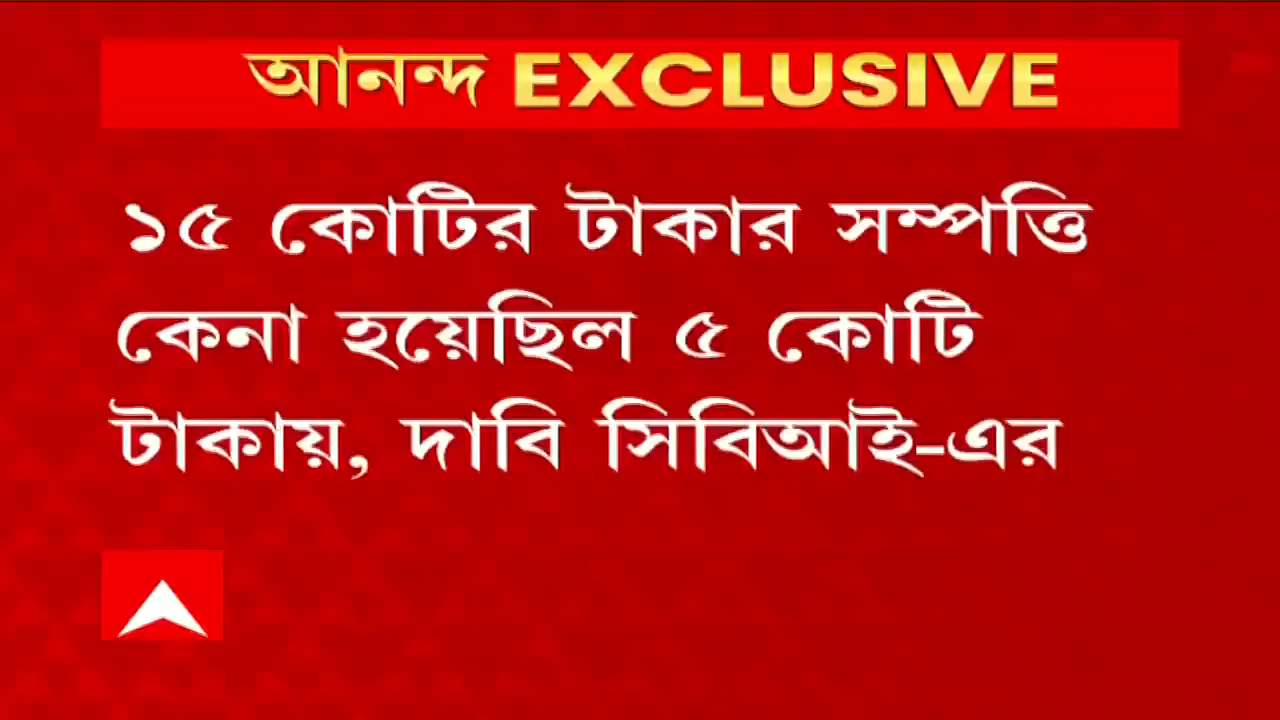 আনন্দ EXCLUSIVE
১৫ কোটির টাকার সম্পত্তি
কেনা হয়েছিল ৫ কোটি
টাকায়, দাবি সিবিআই-এর